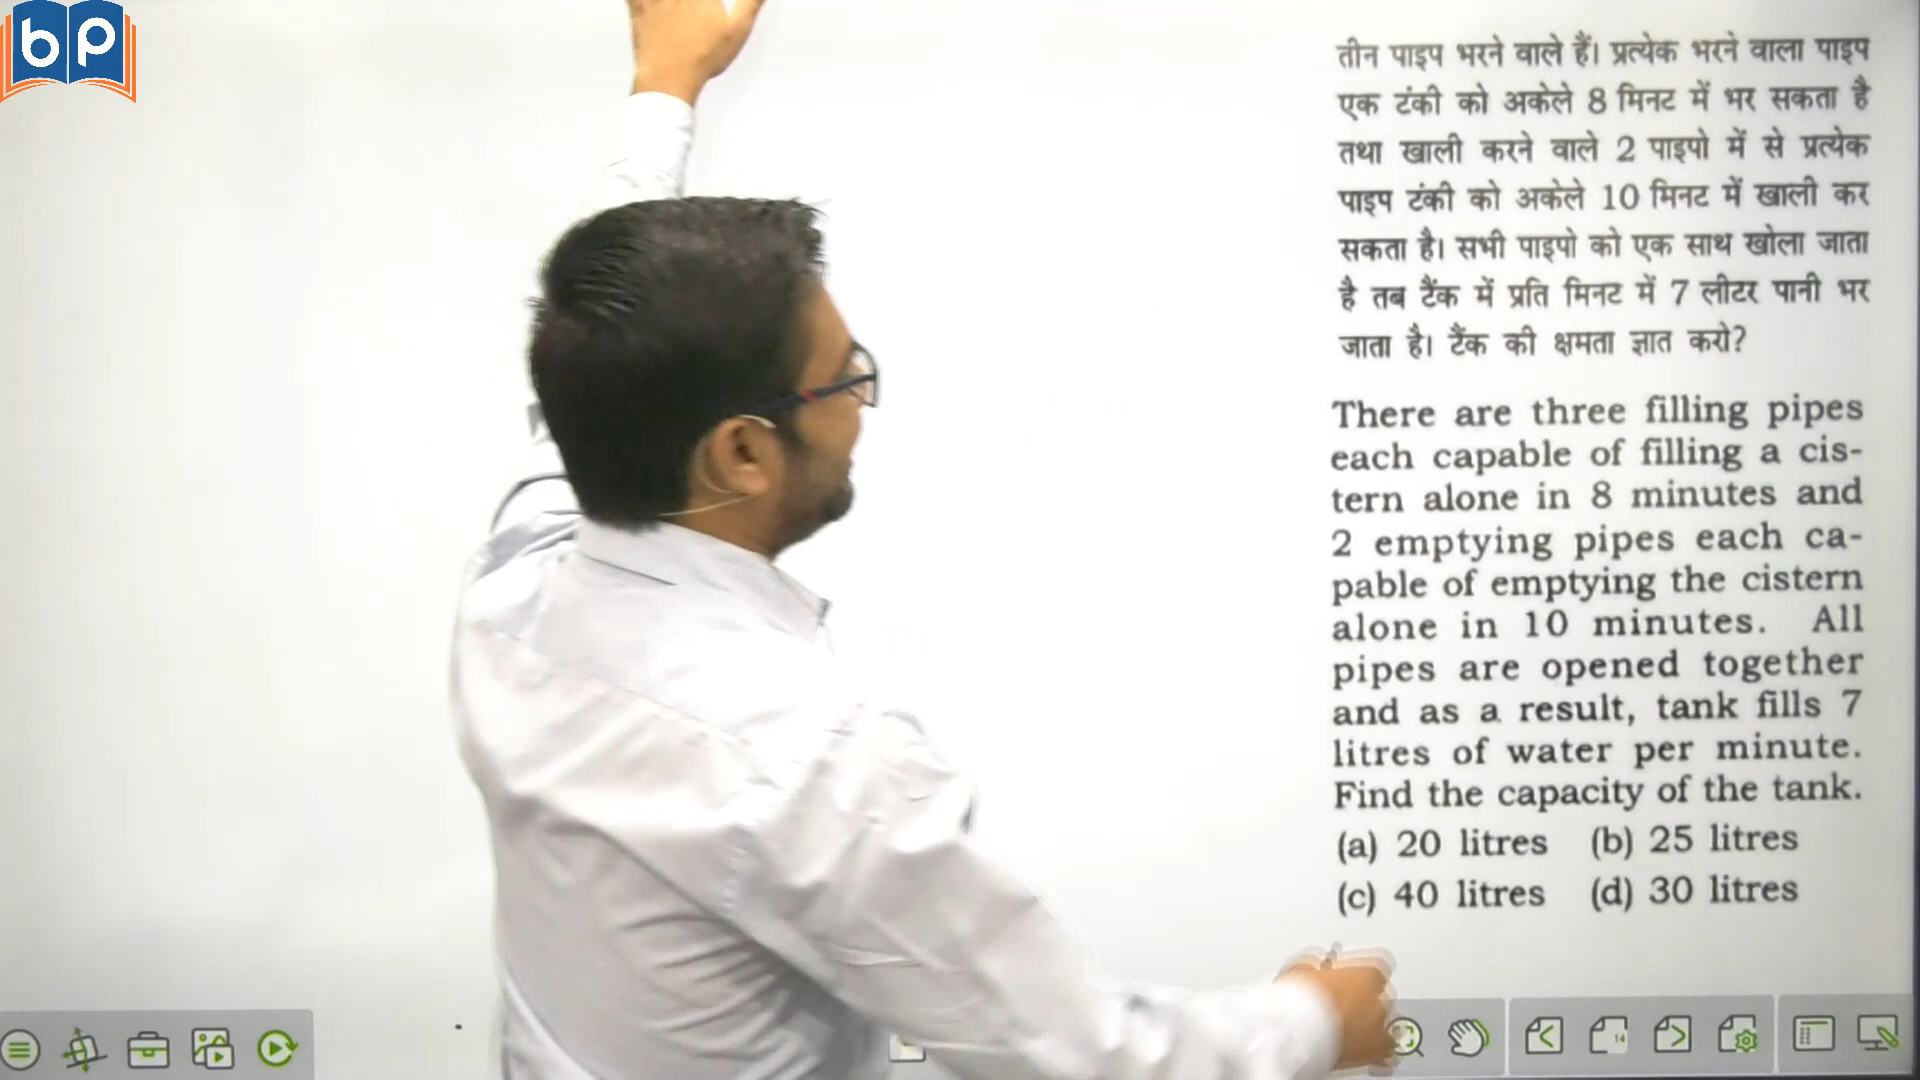 bp
तीन पाइप भरने वाले हैं। प्रत्येक भरने वाला पाइप
एक टंकी को अकेले 8 मिनट में भर सकता है
तथा खाली करने वाले 2 पाइपो में से प्रत्येक
पाइप टंकी को अकेले 10 मिनट में खाली कर
सकता है। सभी पाइपो को एक साथ खोला जाता
है तब टैंक में प्रति मिनट में 7 लीटर पानी भर
जाता है। टैंक की क्षमता ज्ञात करो?
There are three filling pipes
each capable of filling a cis-
tern alone in 8 minutes and
2 emptying pipes each ca-
pable of emptying the cistern
alone in 10 minutes. All
pipes are opened together
and as a result, tank fills 7
litres of water per minute.
Find the capacity of the tank.
(a) 20 litres (b) 25 litres
(c) 40 litres (d) 30 litres
14